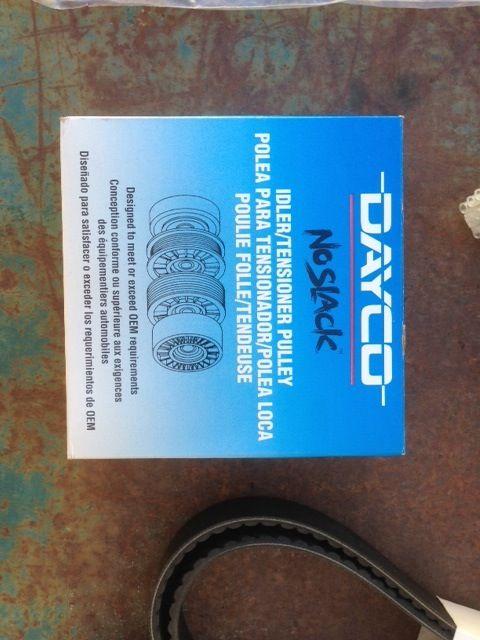 DAYCO
NO SLACK™
IDLER/TENSIONER PULLEY
POLEA PARA TENSIONADOR/POLEA LOCA
POULIE FOLLE/TENDEUSE
Designed to meet or exceed OEM requirements
Conception conforme ou supérieure aux exigences
des équipementiers automobiles
Diseñado para satisfacer o exceder los requerimientos de OEM